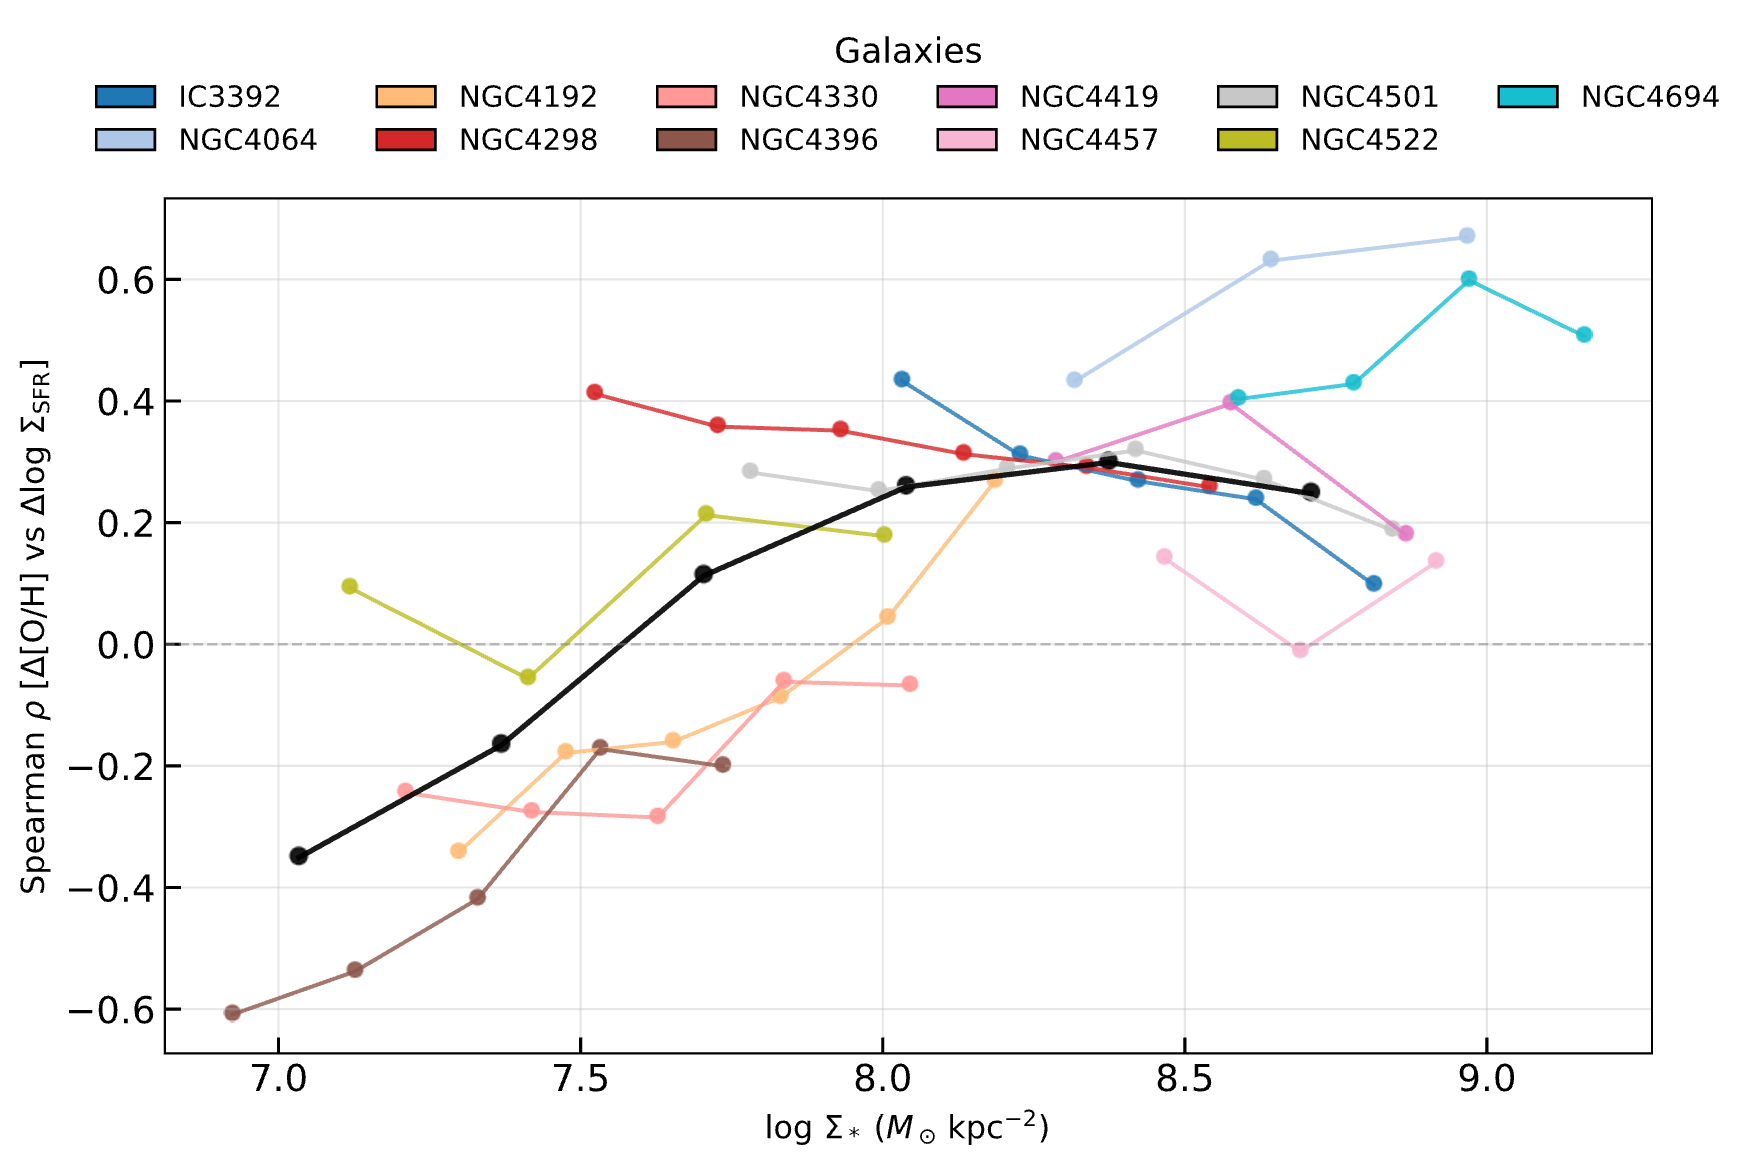 Galaxies
IC3392 NGC4192 NGC4330 NGC4419 NGC4501 NGC4694
NGC4064 NGC4298 NGC4396 NGC4457 NGC4522
Spearman ρ [Δ[O/H] vs Δlog Σ_SFR]
0.6
0.4
0.2
0.0
−0.2
−0.4
−0.6
7.0 7.5 8.0 8.5 9.0
log Σ∗ (M⊙ kpc⁻²)